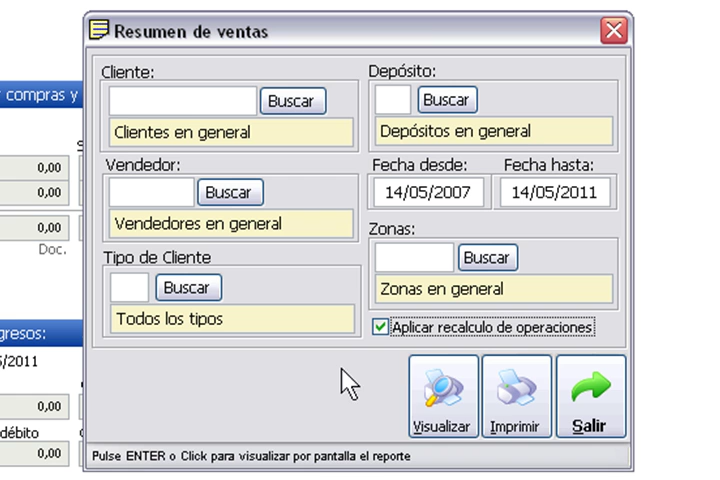 Resumen de ventas
compras y
Cliente:
Buscar
Clientes en general
Depósito:
Buscar
Depósitos en general
Vendedor:
Buscar
Vendedores en general
Fecha desde:
Fecha hasta:
14/05/2007
14/05/2011
Tipo de Cliente
Buscar
Todos los tipos
Zonas:
Buscar
Zonas en general
Aplicar recalculo de operaciones
Visualizar
Imprimir
Salir
Pulse ENTER o Click para visualizar por pantalla el reporte
0,00
0,00
0,00
Doc.
gresos:
/2011
0,00
débito
0,00